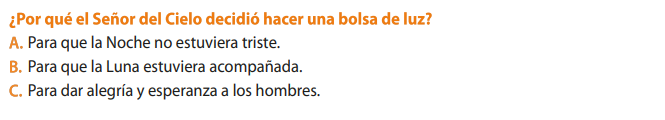 ¿Por qué el Señor del Cielo decidió hacer una bolsa de luz?
A. Para que la Noche no estuviera triste.
B. Para que la Luna estuviera acompañada.
C. Para dar alegría y esperanza a los hombres.